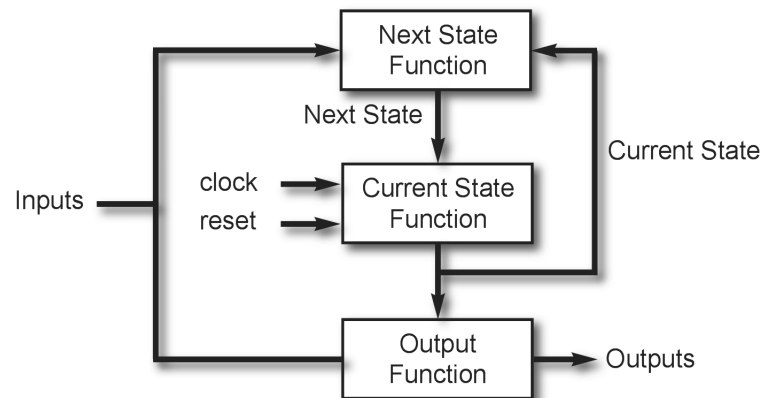 Next State
Function
Next State
Current State
Inputs
clock
reset
Current State
Function
Output
Function
Outputs